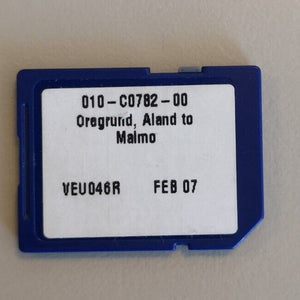 010-C0782-00
Oregrund, Aland to
Malmo
VEU046R FEB 07